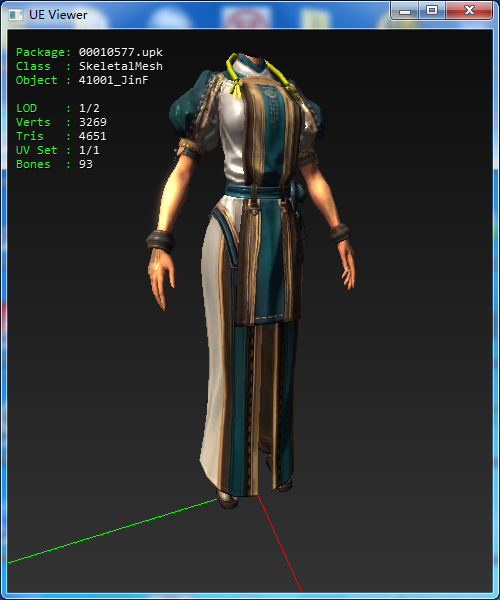 UE Viewer
Package: 00010577.upk
Class : SkeletalMesh
Object : 41001_JinF
LOD : 1/2
Verts : 3269
Tris : 4651
UV Set : 1/1
Bones : 93